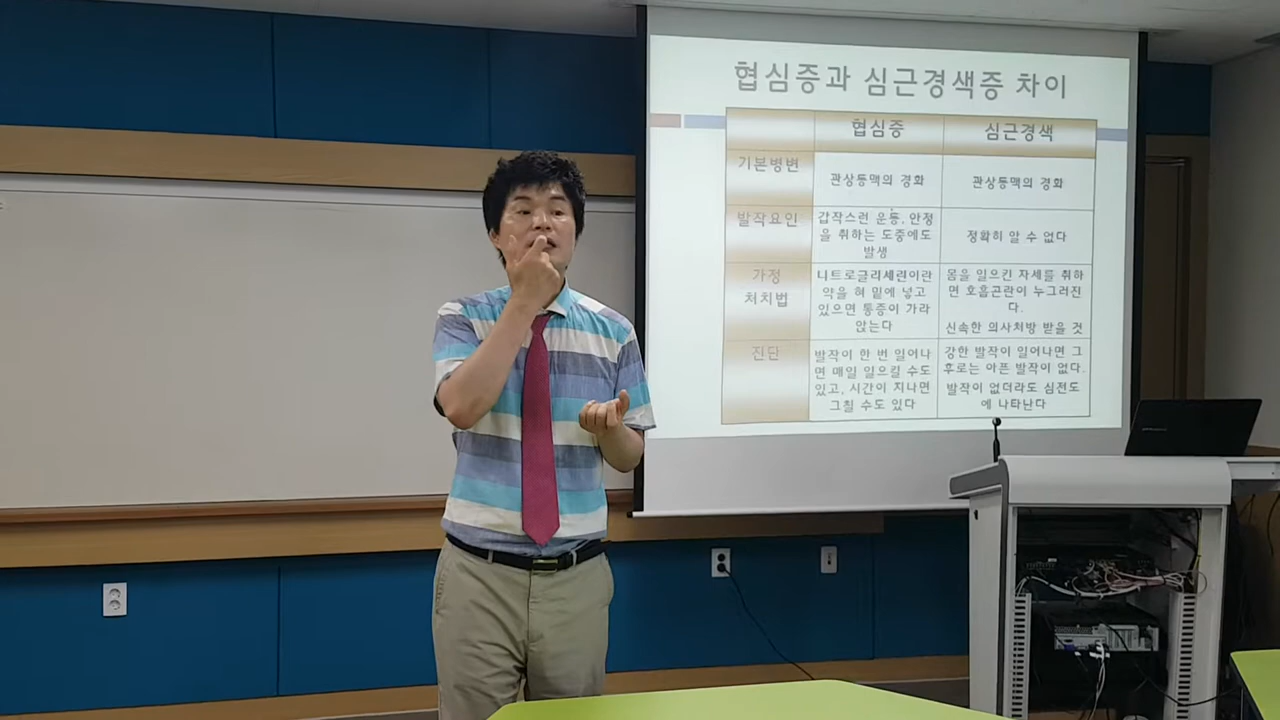 협심증과 심근경색증 차이
협심증
심근경색
기본병변
관상동맥의 경화
관상동맥의 경화
발작요인
갑작스런 운동, 안정
을 취하는 도중에도
발생
정확히 알 수 없다
가정
처치법
니트로글리세린이란
약을 혀 밑에 넣고
있으면 통증이 가라
앉는다
몸을 일으킨 자세를 취하
면 호흡곤란이 누그러진
다.
신속한 의사처방 받을 것
진단
발작이 한 번 일어나
면 매일 일으킬 수도
있고, 시간이 지나면
그칠 수도 있다
강한 발작이 일어나면 그
후로는 아픈 발작이 없다.
발작이 없더라도 심전도
에 나타난다